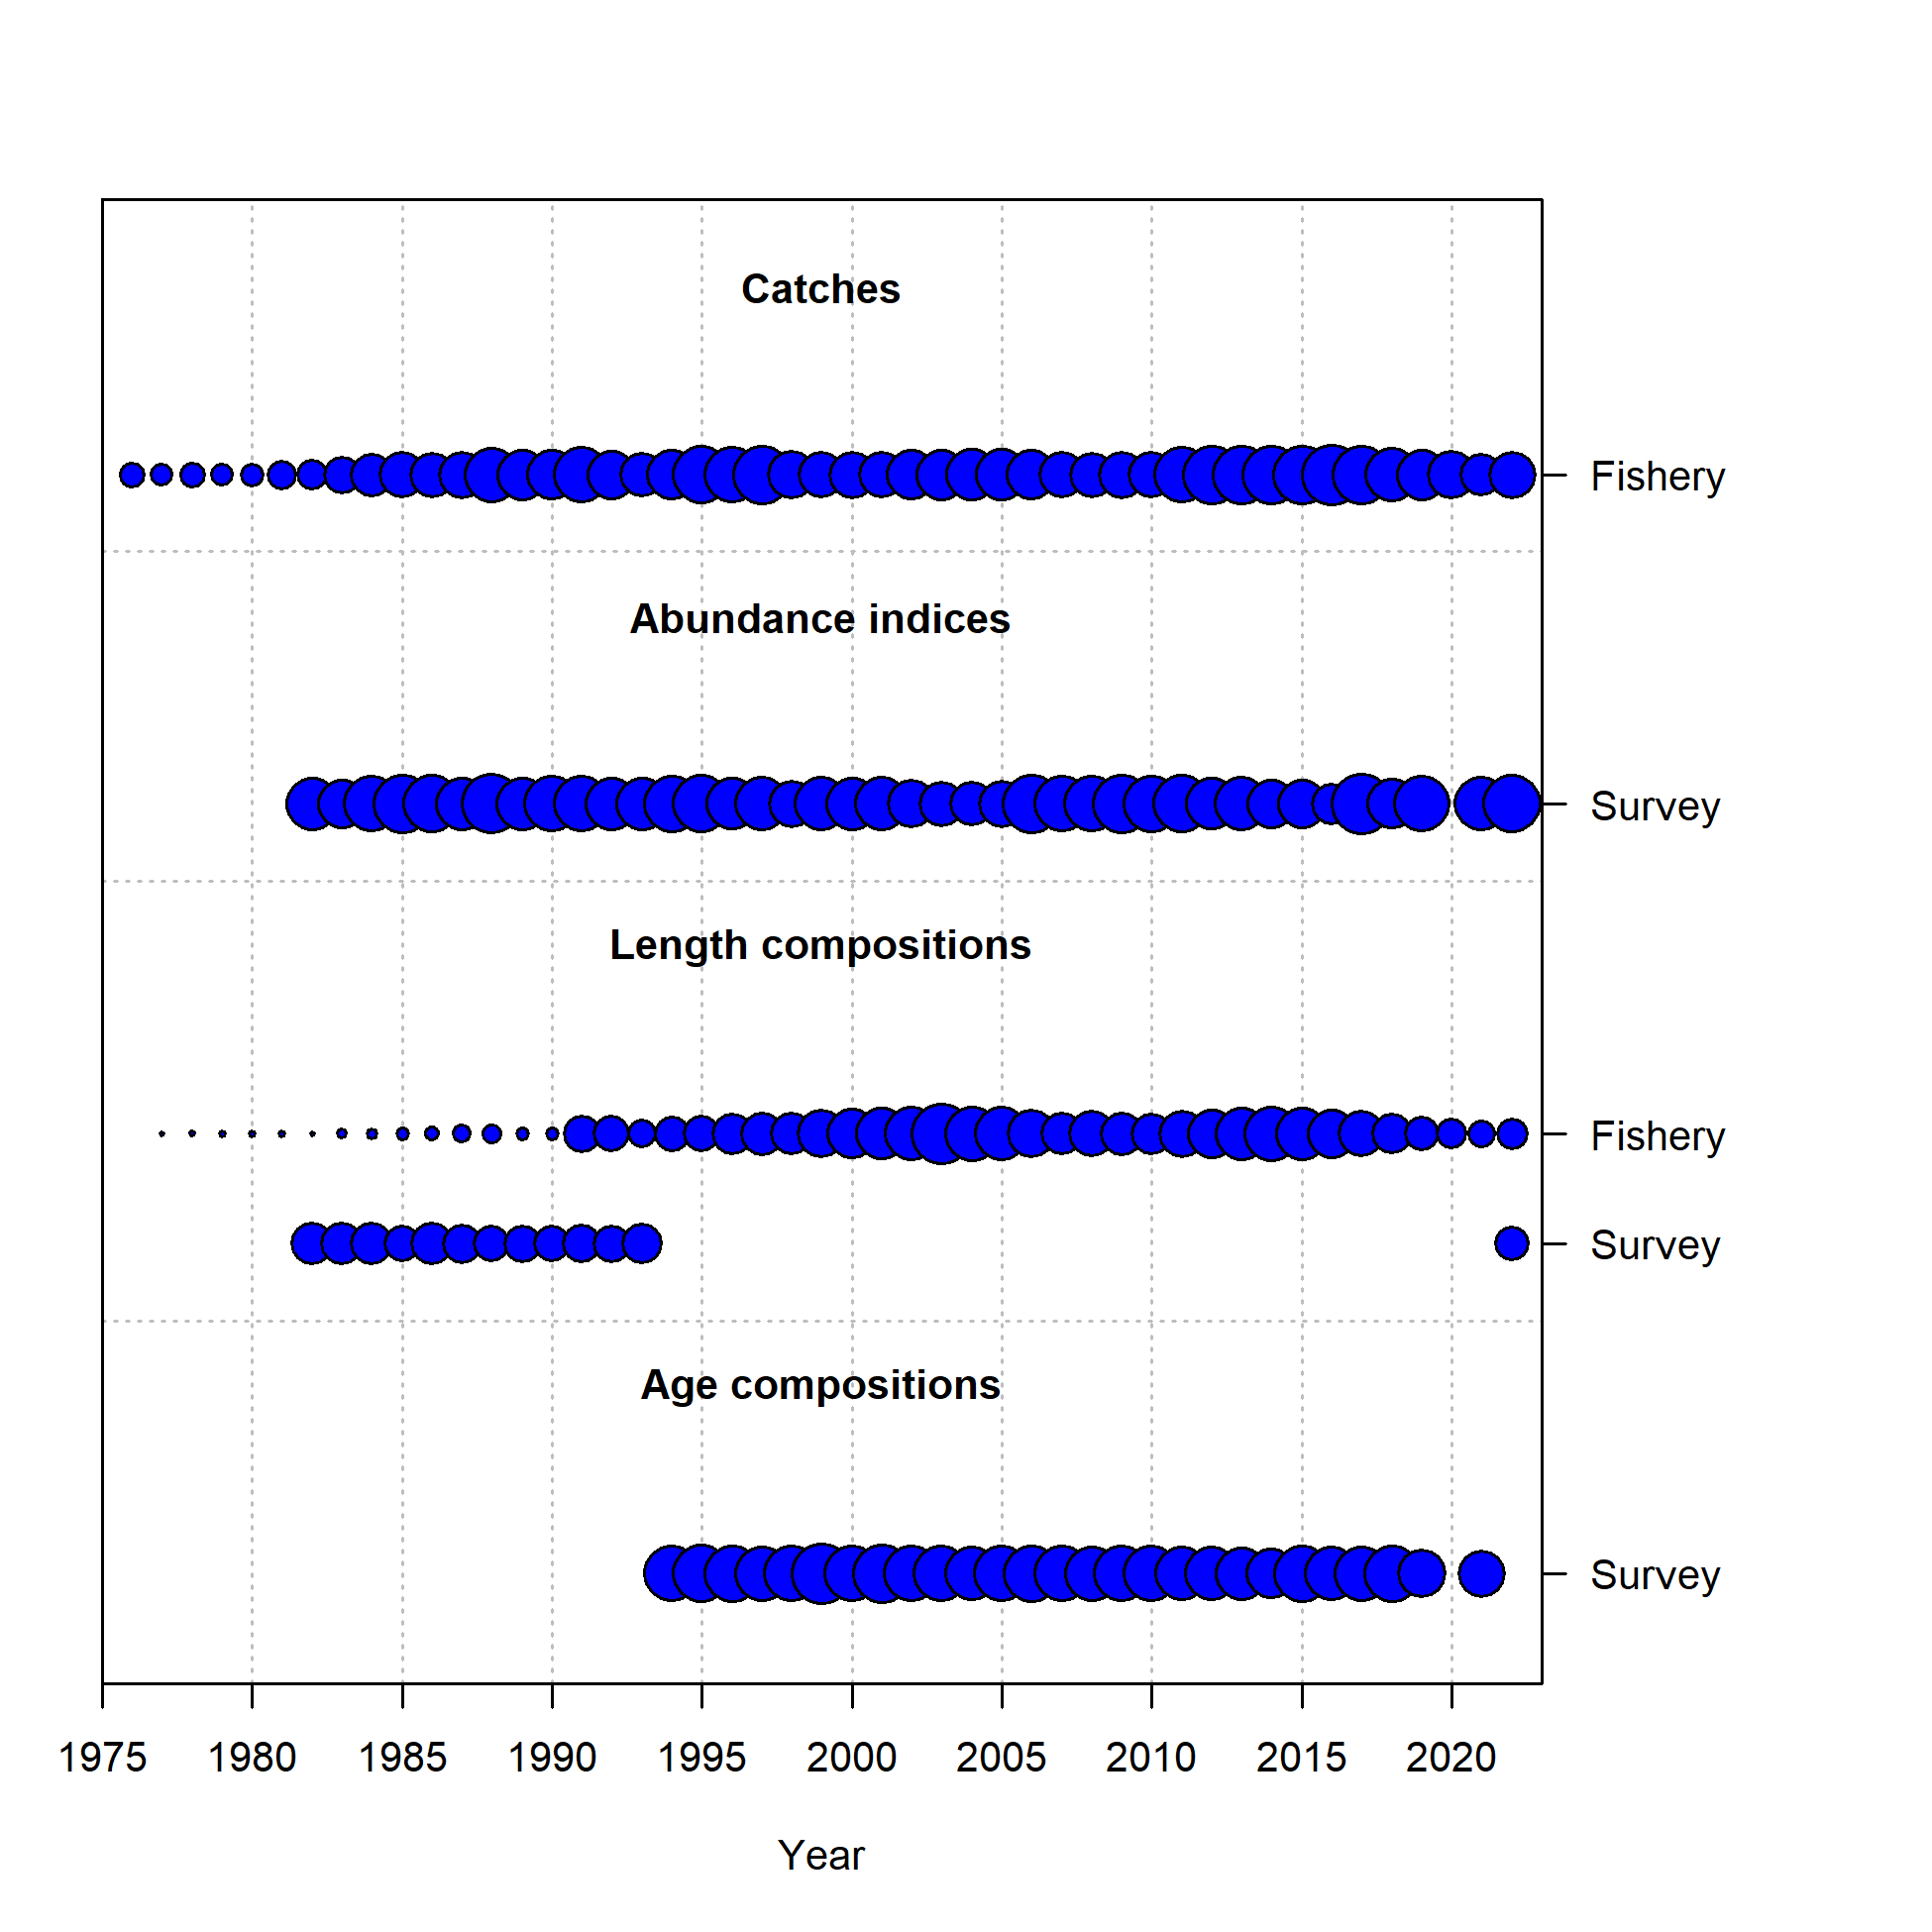 Catches
Fishery
Abundance indices
Survey
Length compositions
Fishery
Survey
Age compositions
Survey
1975 1980 1985 1990 1995 2000 2005 2010 2015 2020
Year